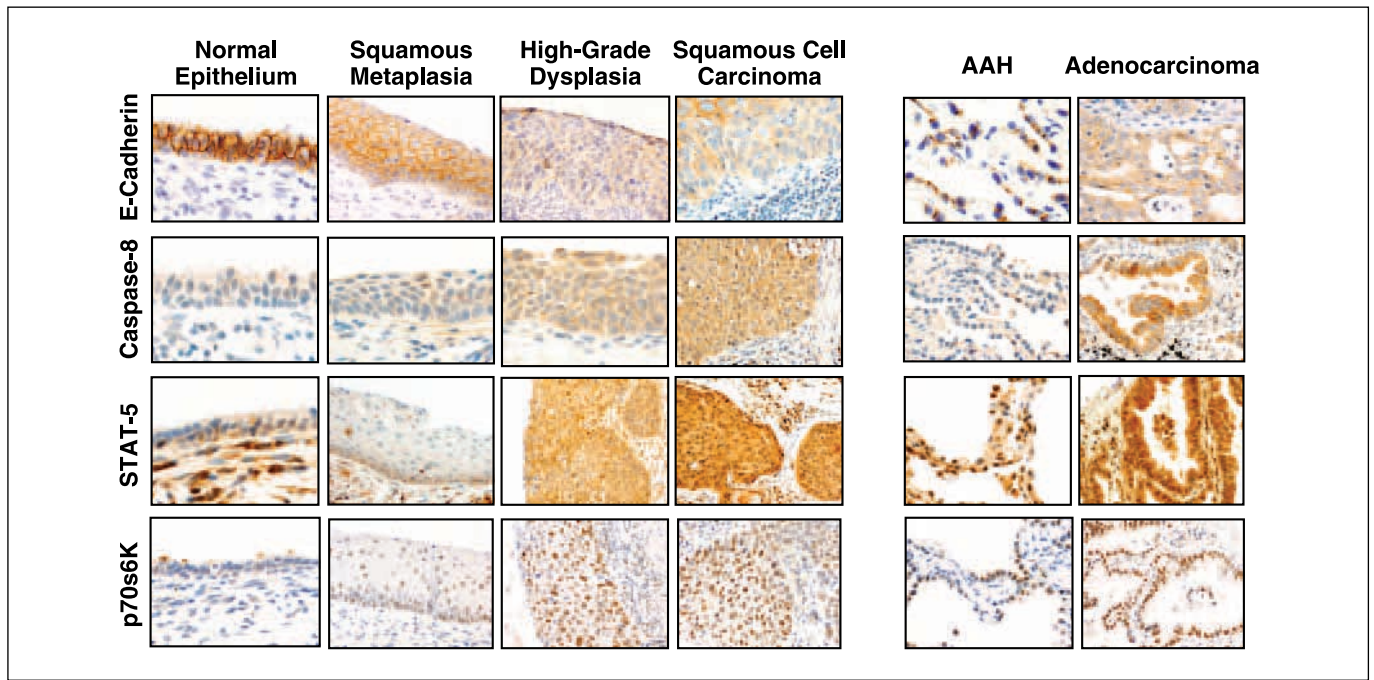 Normal
Epithelium
Squamous
Metaplasia
High-Grade
Dysplasia
Squamous Cell
Carcinoma
AAH
Adenocarcinoma
E-Cadherin
Caspase-8
STAT-5
p70s6K